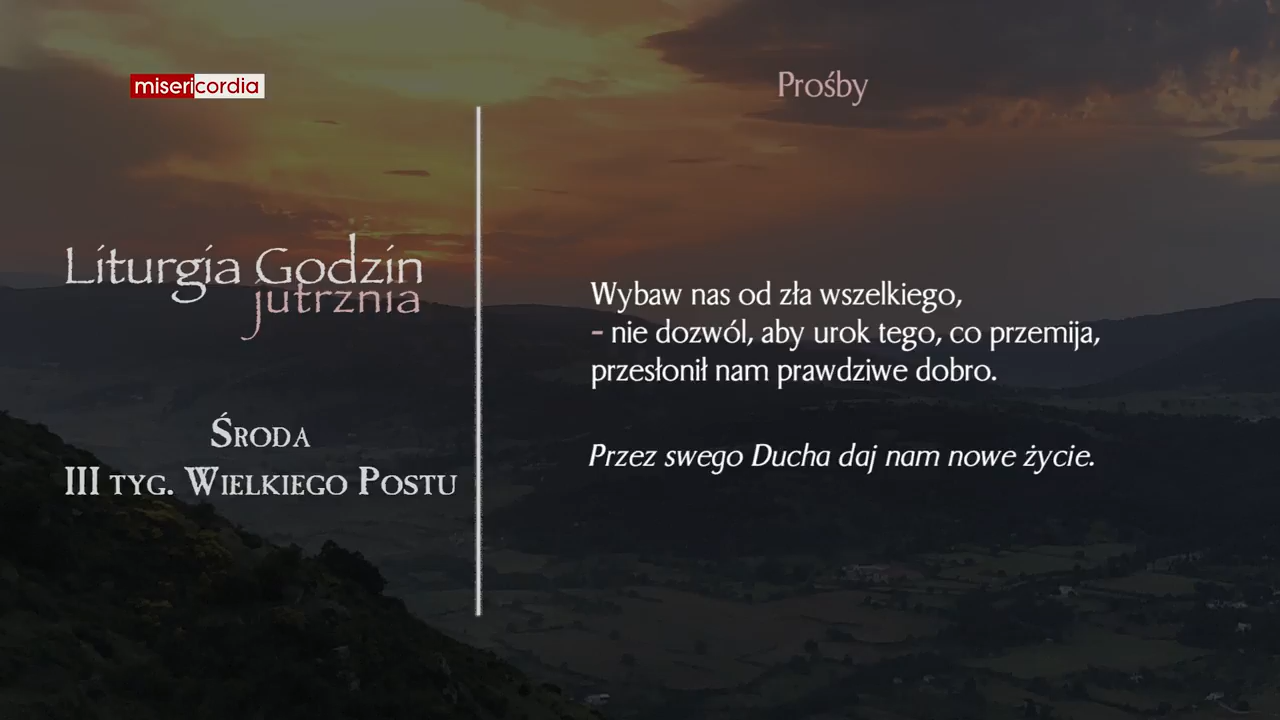 misericordia
Liturgia Godzin
jutrznia
Środa
III tyg. Wielkiego Postu
Prośby
Wybaw nas od zła wszelkiego,
- nie dozwól, aby urok tego, co przemija,
przesłonił nam prawdziwe dobro.
Przez swego Ducha daj nam nowe życie.